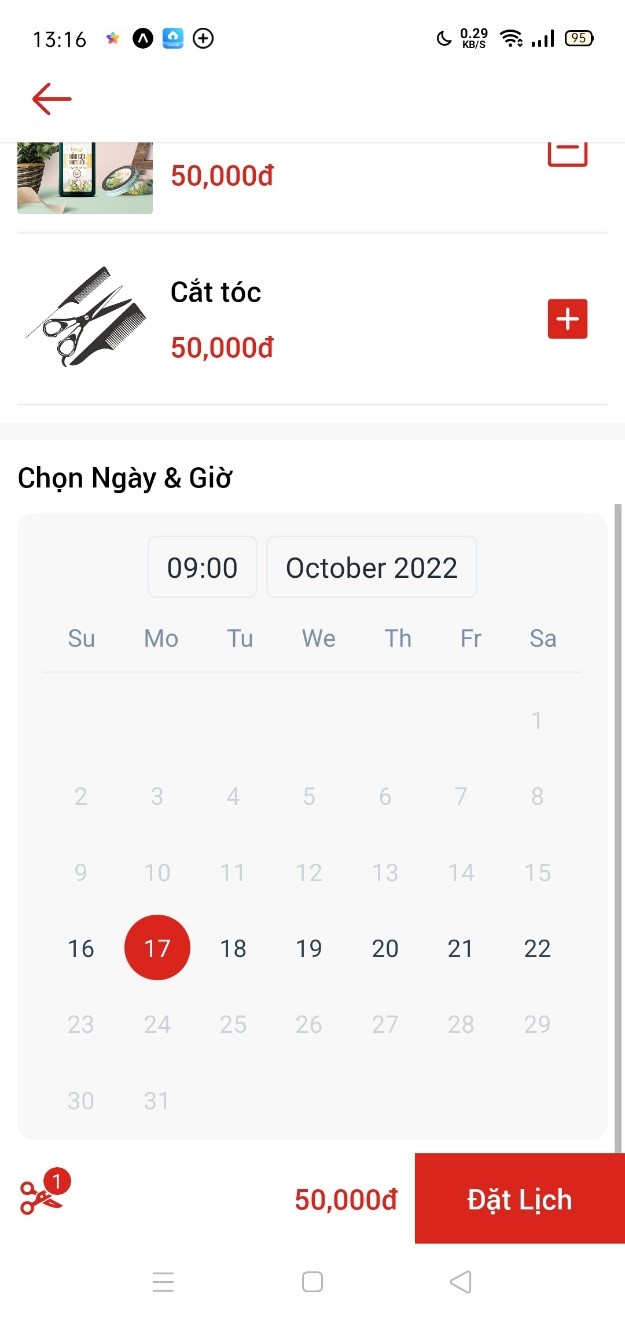 13:16
0.29
KB/S
95
50,000đ
Cắt tóc
50,000đ
Chọn Ngày & Giờ
09:00 October 2022
Su Mo Tu We Th Fr Sa
1
2 3 4 5 6 7 8
9 10 11 12 13 14 15
16 17 18 19 20 21 22
23 24 25 26 27 28 29
30 31
1
50,000đ Đặt Lịch